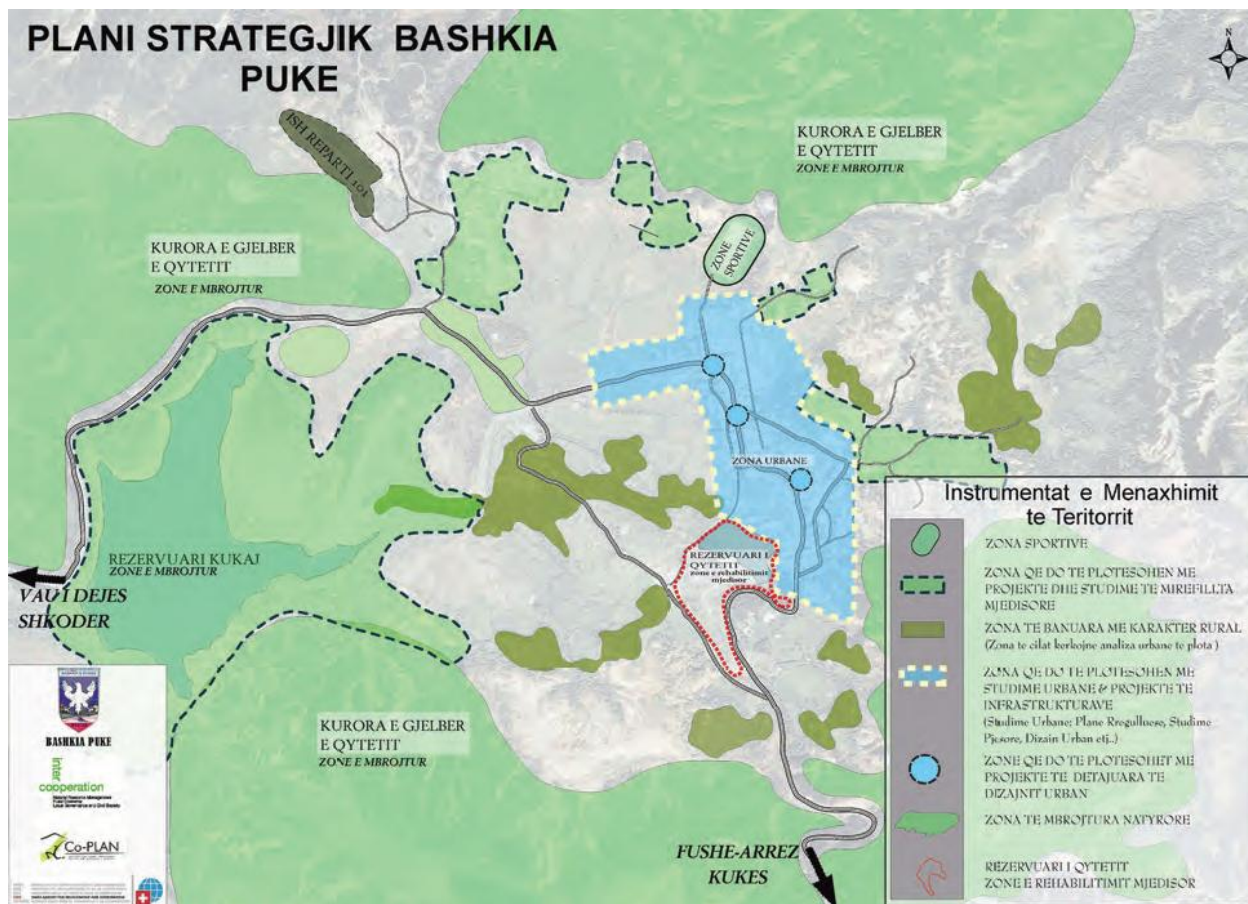 PLANI STRATEGJIK BASHKIA
PUKE
N
ISH REPARTI 101
KURORA E GJELBER
E QYTETIT
ZONE E MBROJTUR
ZONE
SPORTIVE
KURORA E GJELBER
E QYTETIT
ZONE E MBROJTUR
ZONA URBANE
REZERVUARI I
QYTETIT
zone e rehabilitimit
mjedisor
REZERVUARI KUKAJ
ZONE E MBROJTUR
VAU I DEJES
SHKODER
KURORA E GJELBER
E QYTETIT
ZONE E MBROJTUR
FUSHE-ARREZ
KUKES
BASHKIA PUKE
inter
cooperation
Co-PLAN
Instrumentat e Menaxhimit
te Teritorrit
ZONA SPORTIVE
ZONA QE DO TE PLOTESOHEN ME
PROJEKTE DHE STUDIME TE MIREFILLTA
MJEDISORE
ZONA TE BANUARA ME KARAKTER RURAL
(Zona te cilat kerkojne analiza urbane te plota )
ZONA QE DO TE PLOTESOHEN ME
STUDIME URBANE & PROJEKTE TE
INFRASTRUKTURAVE
(Studime Urbane; Plane Rregulluese, Studime
Pjesore, Dizain Urban etj..)
ZONE QE DO TE PLOTESOHET ME
PROJEKTE TE DETAJUARA TE
DIZAJNIT URBAN
ZONA TE MBROJTURA NATYRORE
REZERVUARI I QYTETIT
ZONE E REHABILITIMIT MJEDISOR